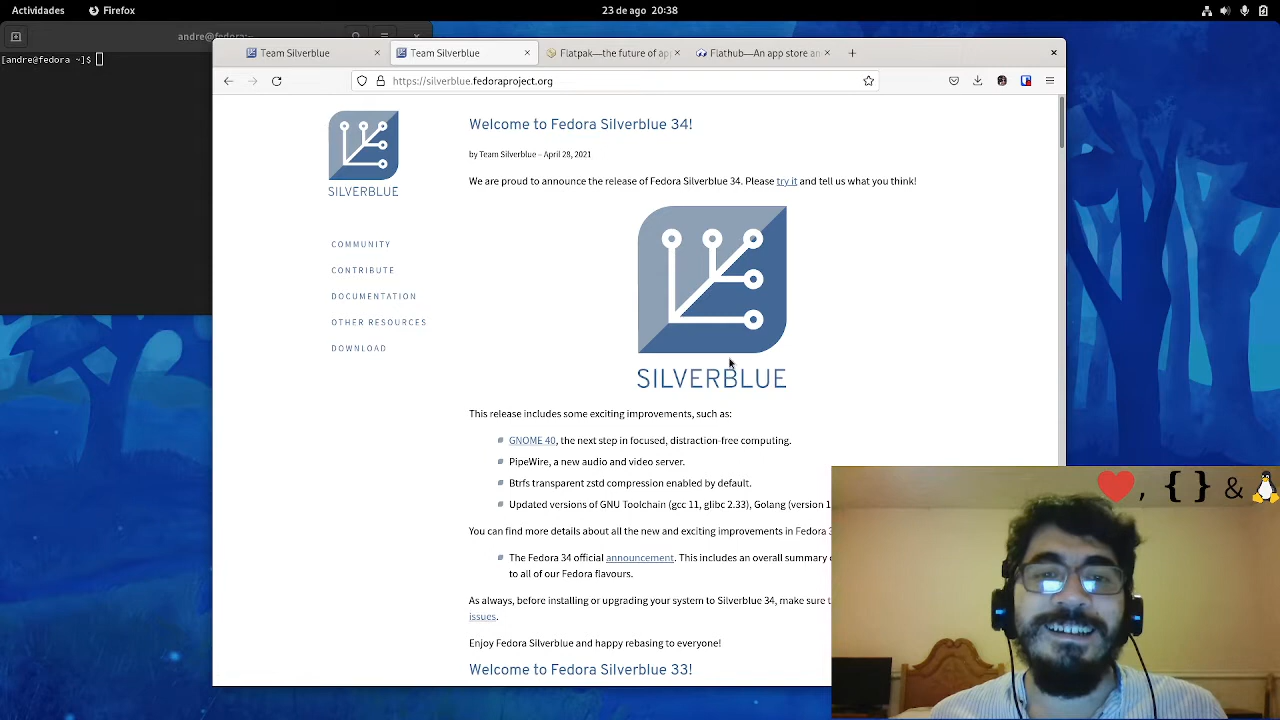 Actividades
Firefox
23 de ago 20:38
andre@fedora:~
[andre@fedora ~]$
Team Silverblue
Team Silverblue
Flatpak—the future of ap
Flathub—An app store an
https://silverblue.fedoraproject.org
SILVERBLUE
COMMUNITY
CONTRIBUTE
DOCUMENTATION
OTHER RESOURCES
DOWNLOAD
Welcome to Fedora Silverblue 34!
by Team Silverblue – April 28, 2021
We are proud to announce the release of Fedora Silverblue 34. Please try it and tell us what you think!
SILVERBLUE
This release includes some exciting improvements, such as:
GNOME 40, the next step in focused, distraction-free computing.
PipeWire, a new audio and video server.
Btrfs transparent zstd compression enabled by default.
Updated versions of GNU Toolchain (gcc 11, glibc 2.33), Golang (version 1
You can find more details about all the new and exciting improvements in Fedora 3
The Fedora 34 official announcement. This includes an overall summary
to all of our Fedora flavours.
As always, before installing or upgrading your system to Silverblue 34, make sure
issues.
Enjoy Fedora Silverblue and happy rebasing to everyone!
Welcome to Fedora Silverblue 33!
, { } &